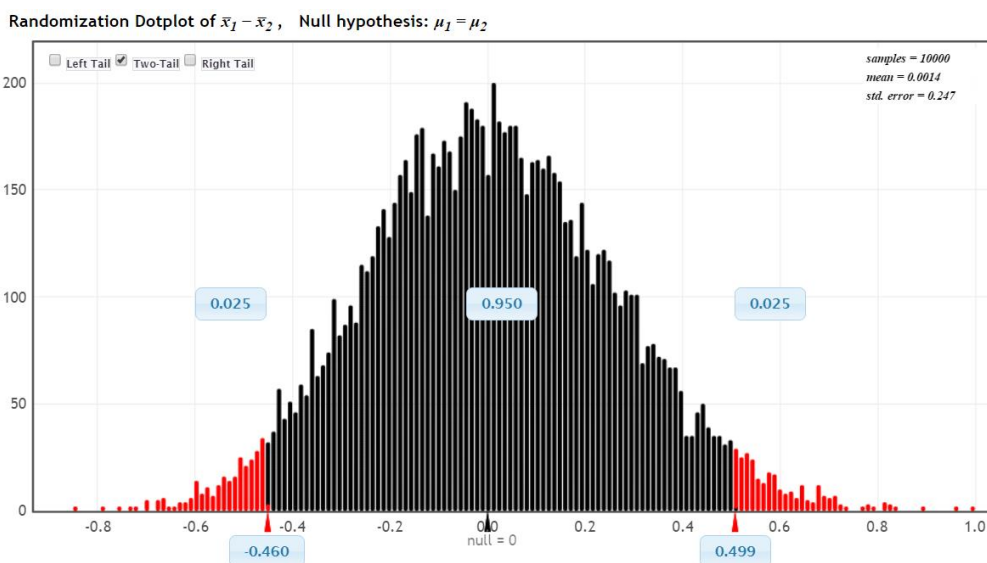 Randomization Dotplot of x̄₁ − x̄₂ ,   Null hypothesis: μ₁ = μ₂
Left Tail Two-Tail Right Tail
samples = 10000
mean = 0.0014
std. error = 0.247
200
150
100
50
0
0.025 0.950 0.025
-0.8 -0.6 -0.4 -0.2 0.0 0.2 0.4 0.6 0.8 1.0
null = 0
-0.460 0.499